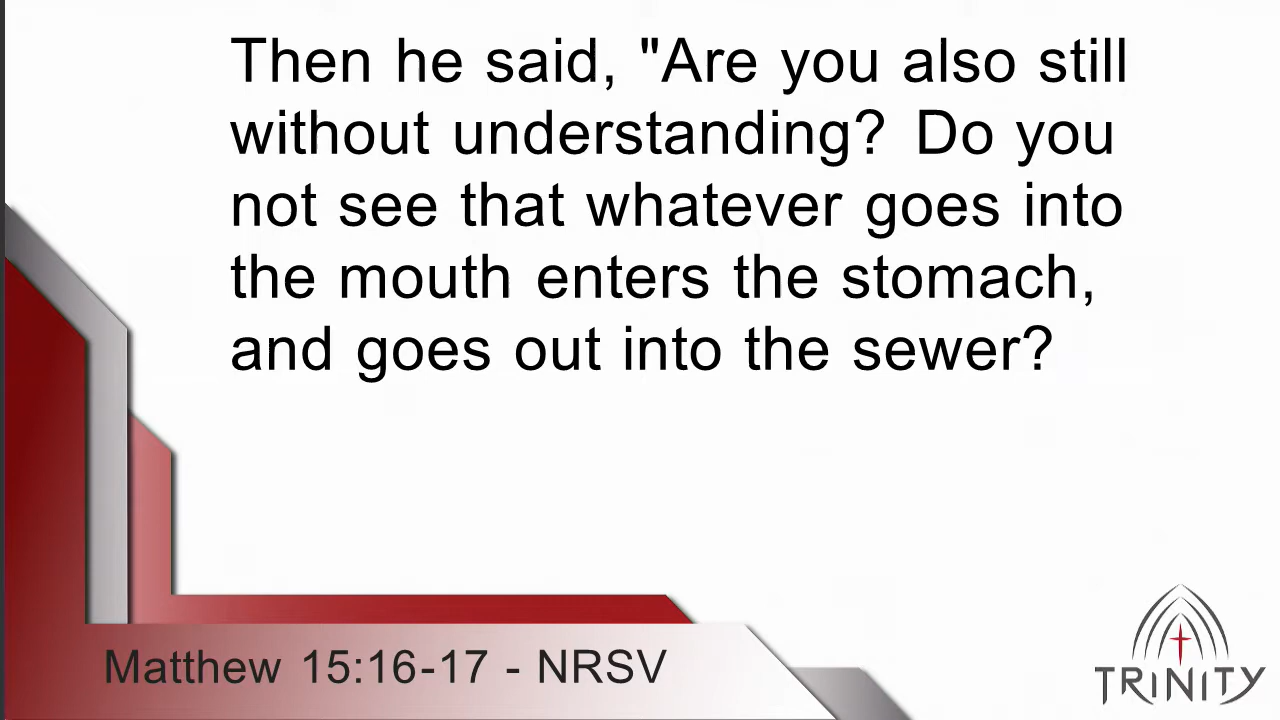 Then he said, "Are you also still
without understanding? Do you
not see that whatever goes into
the mouth enters the stomach,
and goes out into the sewer?
Matthew 15:16-17 - NRSV
TRINITY